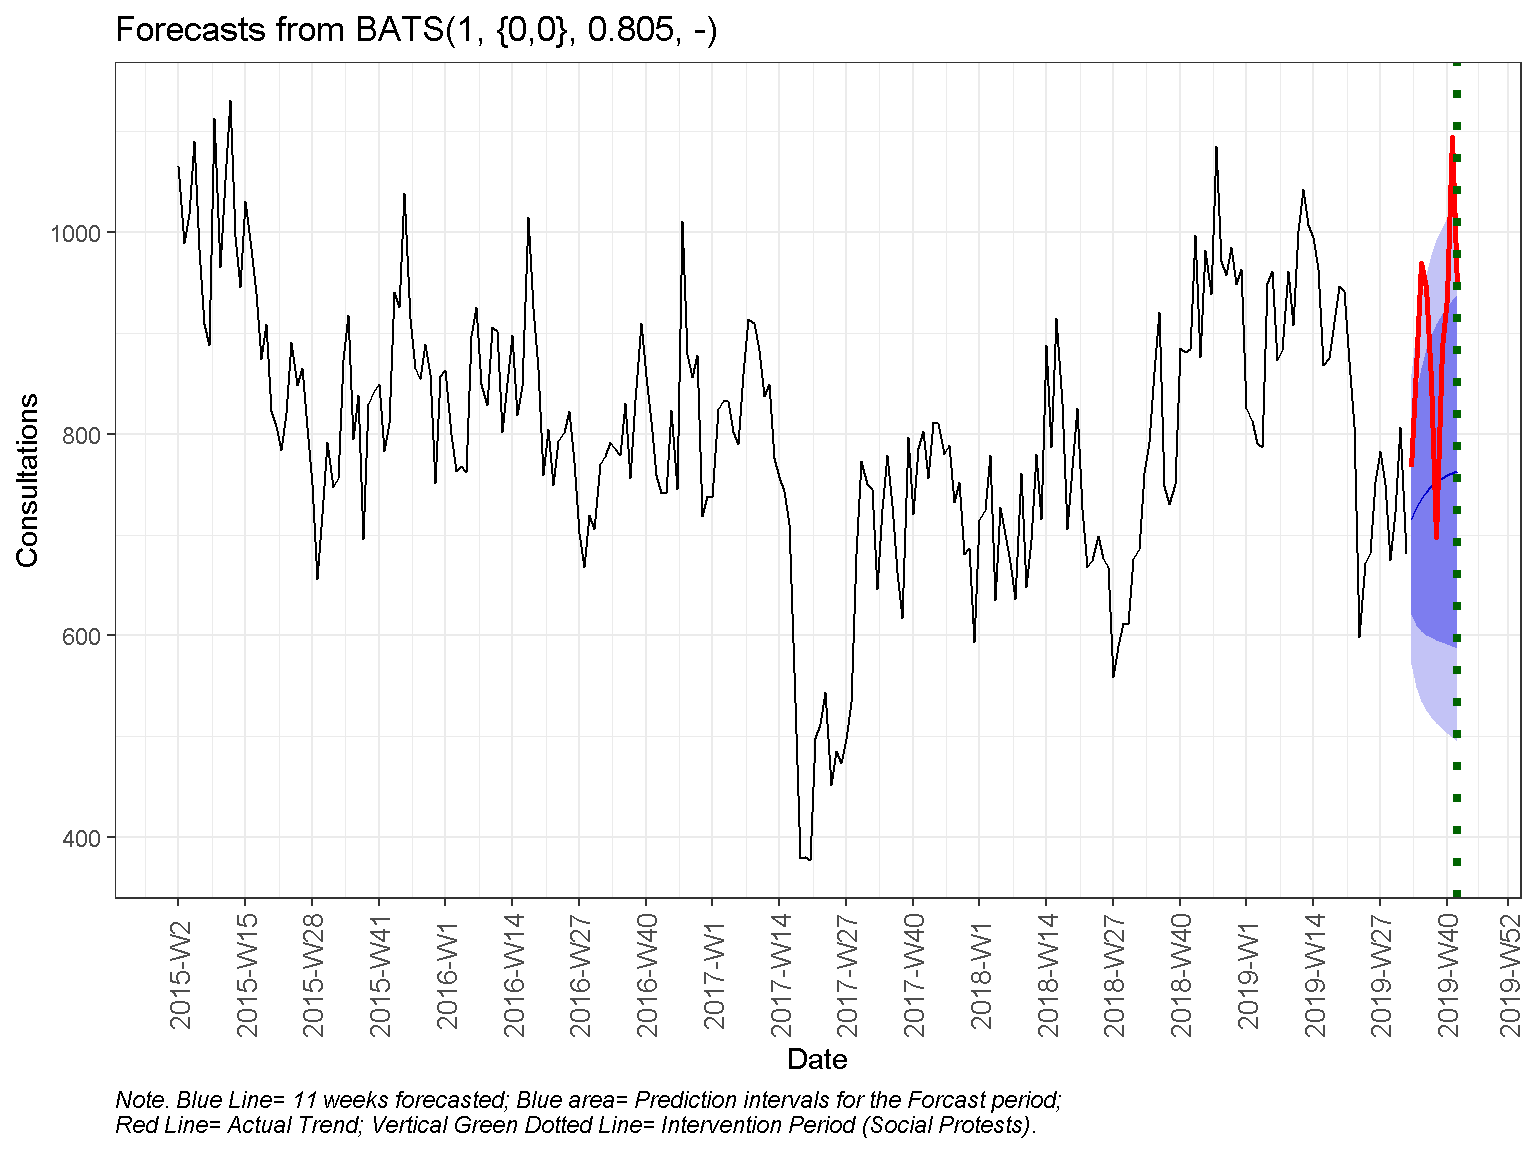 Forecasts from BATS(1, {0,0}, 0.805, -)
Consultations
1000
800
600
400
2015-W2
2015-W15
2015-W28
2015-W41
2016-W1
2016-W14
2016-W27
2016-W40
2017-W1
2017-W14
2017-W27
2017-W40
2018-W1
2018-W14
2018-W27
2018-W40
2019-W1
2019-W14
2019-W27
2019-W40
2019-W52
Date
Note. Blue Line= 11 weeks forecasted; Blue area= Prediction intervals for the Forcast period;
Red Line= Actual Trend; Vertical Green Dotted Line= Intervention Period (Social Protests).